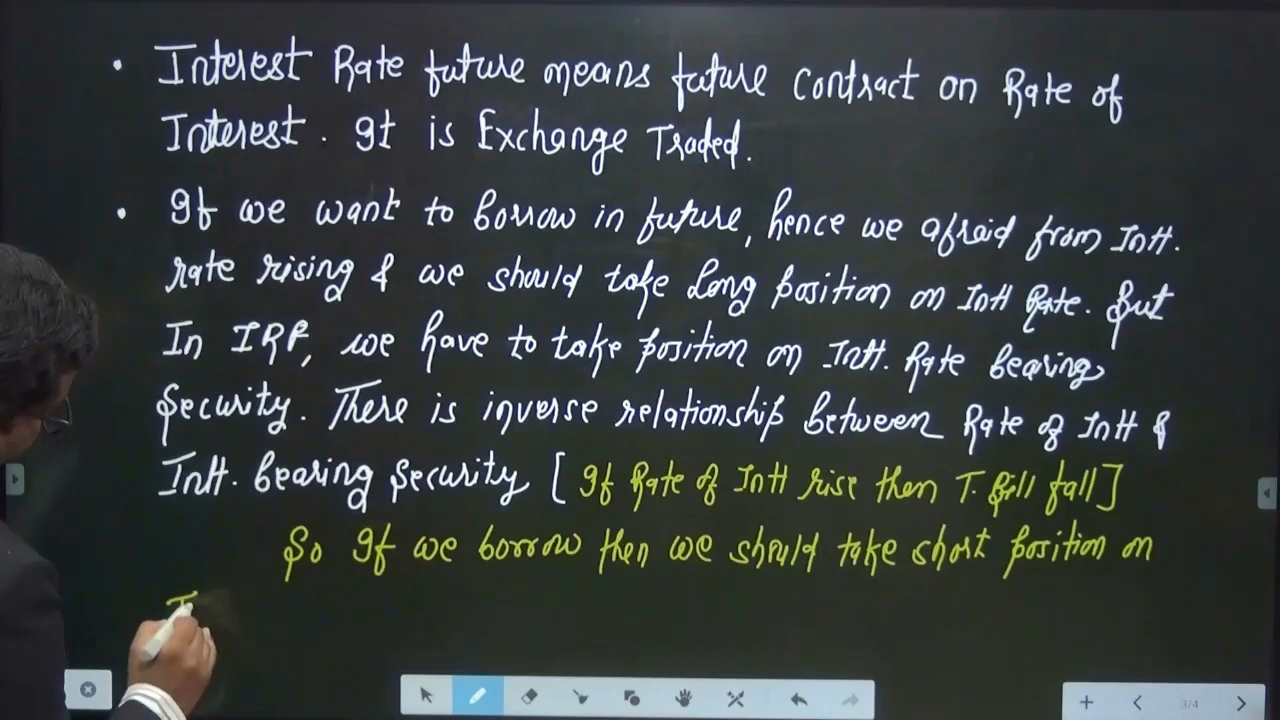 • Interest Rate future means future Contract on Rate of
Interest. It is Exchange Traded.
• If we want to borrow in future, hence we afraid from Intt.
rate rising & we should take long position on Intt Rate. But
In IRF, we have to take position on Intt. Rate bearing
Security. There is inverse relationship between Rate of Intt &
Intt. bearing Security [If Rate of Intt rise then T. Bill fall]
So If we borrow then we should take short position on
I
3/4